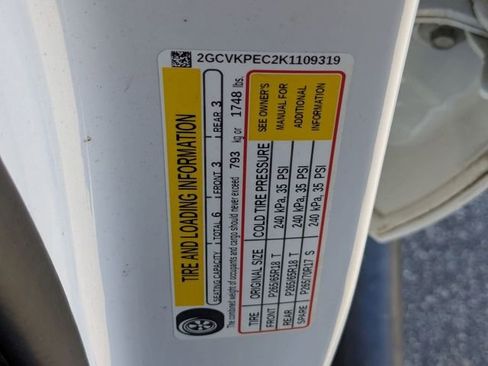 2GCVKPEC2K1109319
TIRE AND LOADING INFORMATION
SEATING CAPACITY TOTAL 6 FRONT 3 REAR 3
The combined weight of occupants and cargo should never exceed 793 kg or 1748 lbs.
TIRE ORIGINAL SIZE COLD TIRE PRESSURE
FRONT P265/65R18 T 240 kPa, 35 PSI
REAR P265/65R18 T 240 kPa, 35 PSI
SPARE P265/70R17 S 240 kPa, 35 PSI
SEE OWNER'S
MANUAL FOR
ADDITIONAL
INFORMATION